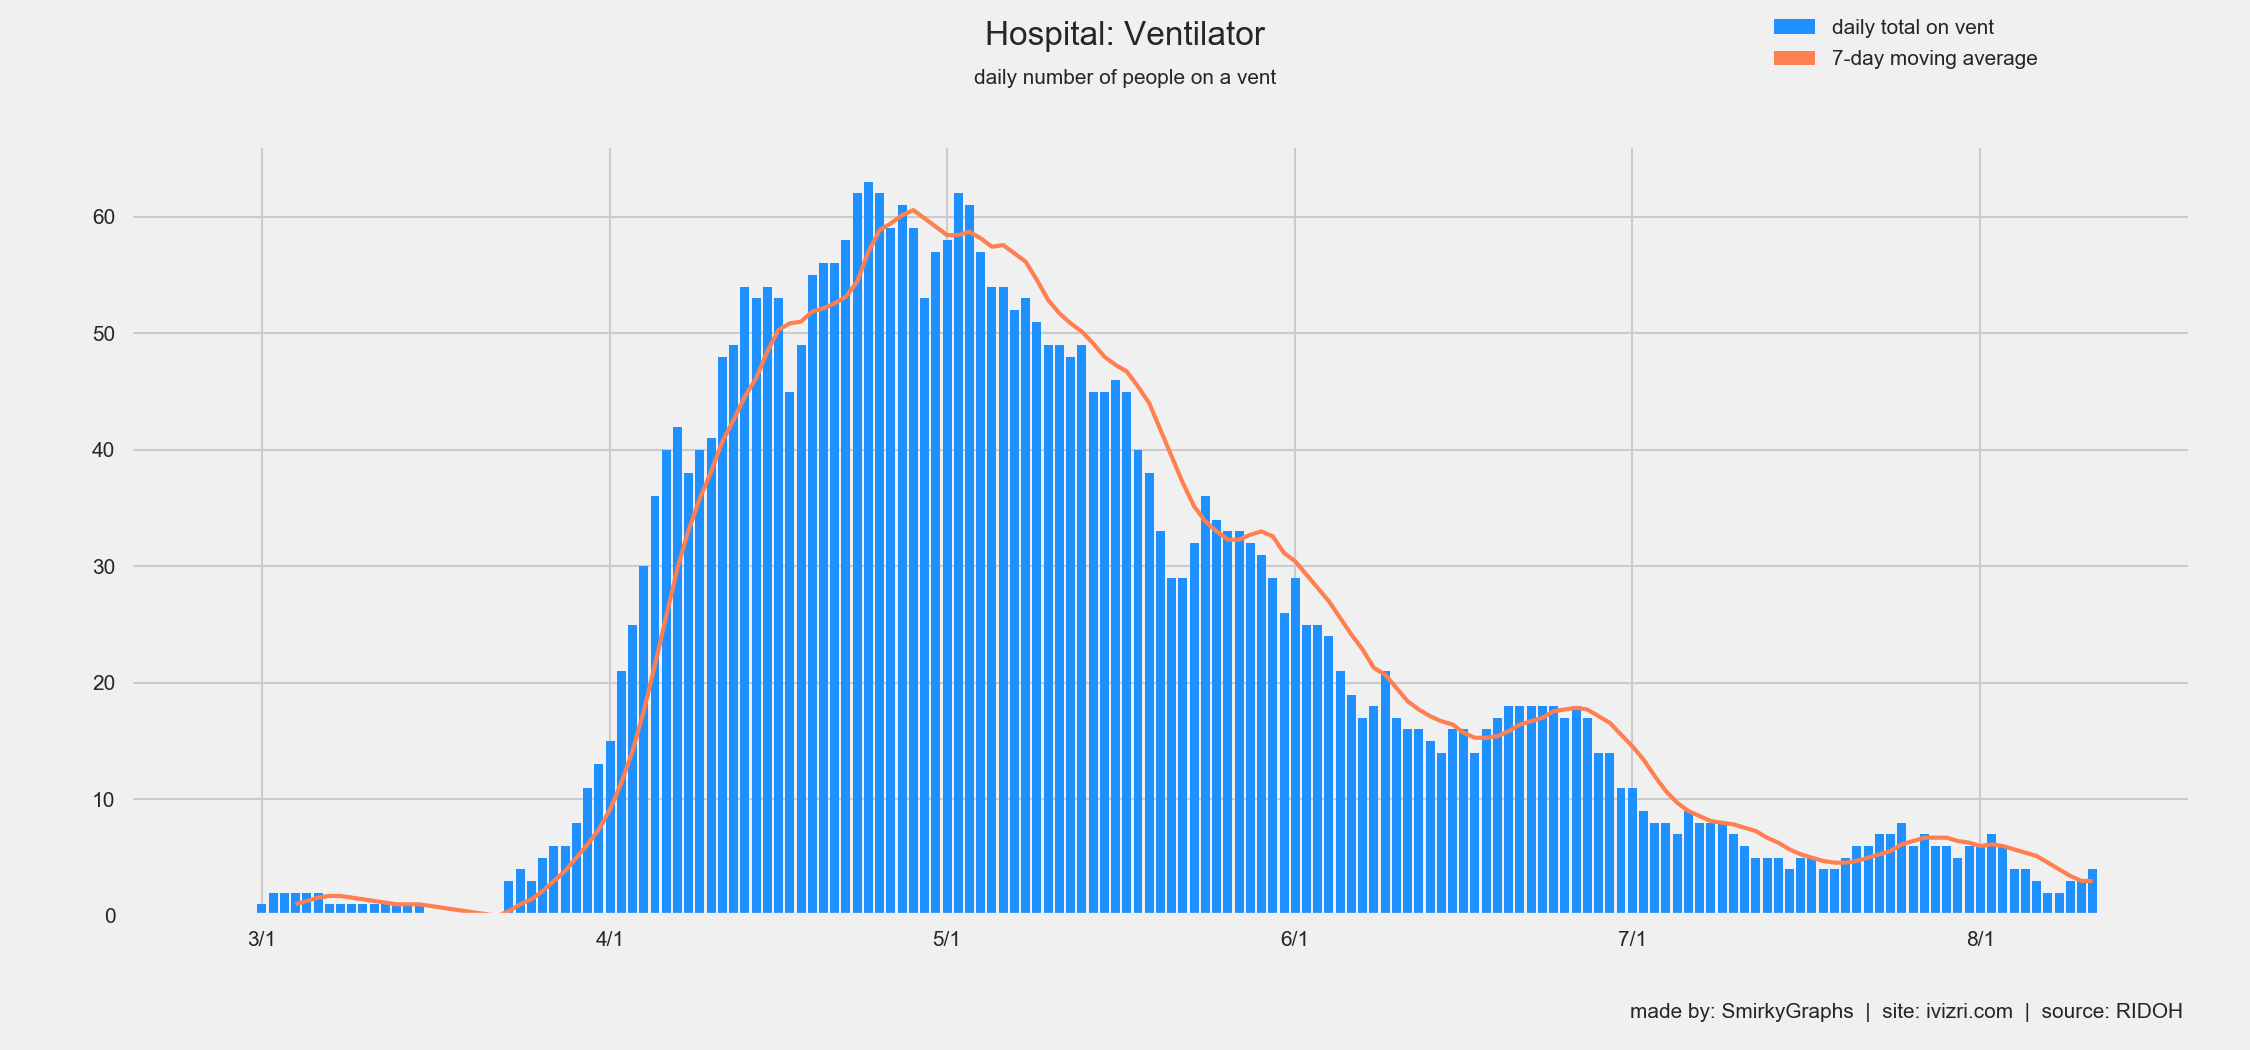 Hospital: Ventilator
daily number of people on a vent
daily total on vent
7-day moving average
60
50
40
30
20
10
0
3/1 4/1 5/1 6/1 7/1 8/1
made by: SmirkyGraphs | site: ivizri.com | source: RIDOH